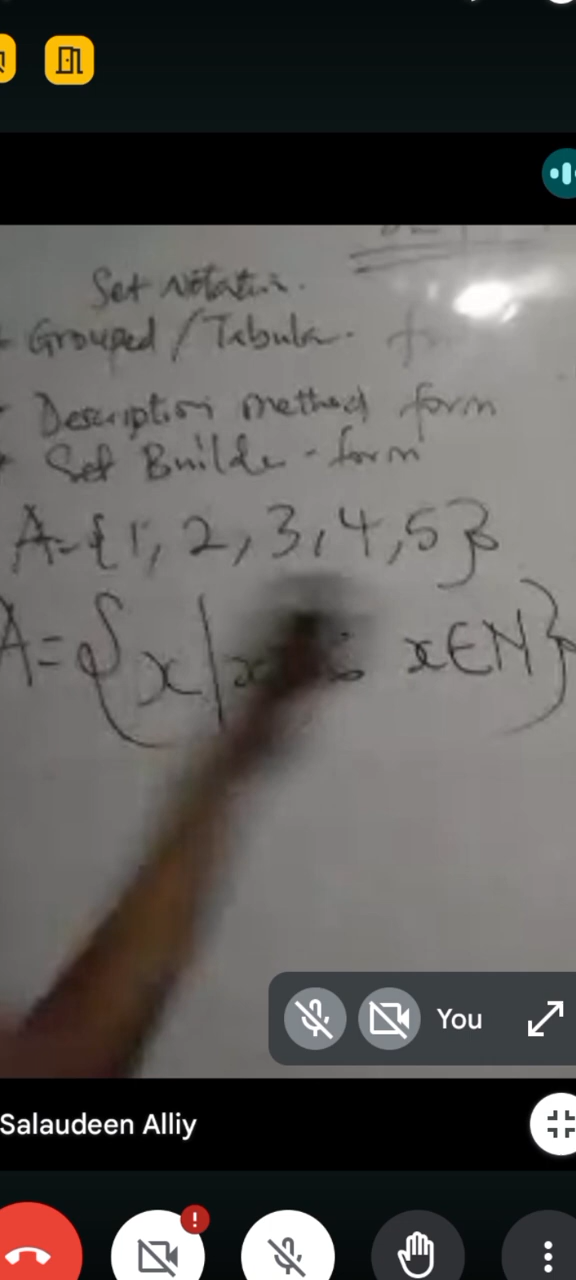 Set Notation.
Grouped / Tabular. f
Description method form
Set Builder - form
A={1, 2, 3, 4, 5}
A={x|x x∈N}
You
Salaudeen Alliy
!